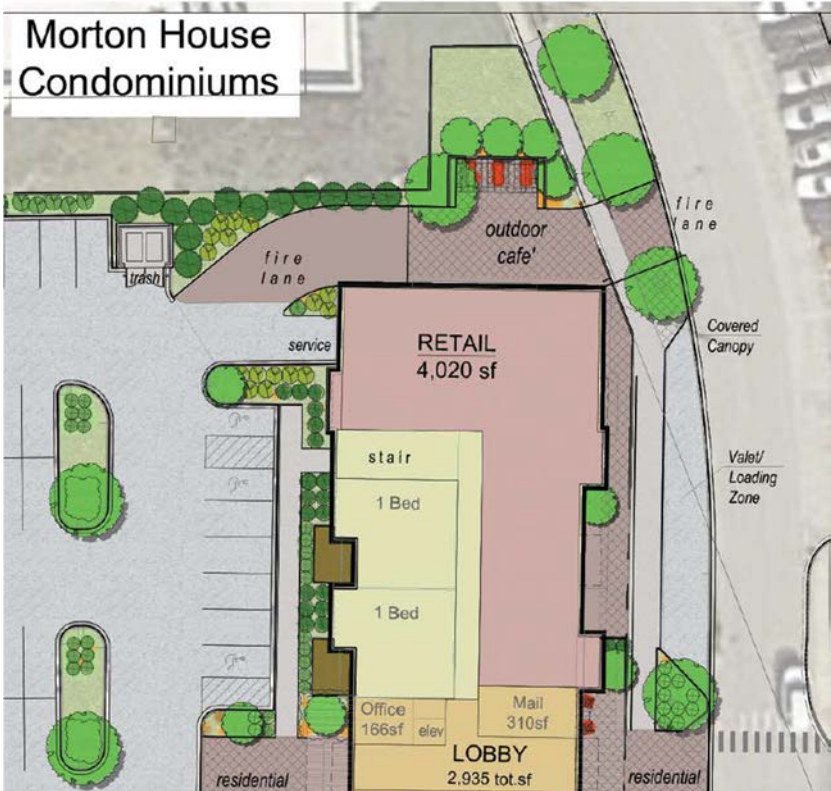 Morton House
Condominiums
fire
lane
outdoor
cafe'
fire
lane
trash
service
RETAIL
4,020 sf
Covered
Canopy
stair
Valet/
Loading
Zone
1 Bed
1 Bed
Office
166sf
elev
Mail
310sf
LOBBY
2,935 tot.sf
residential
residential